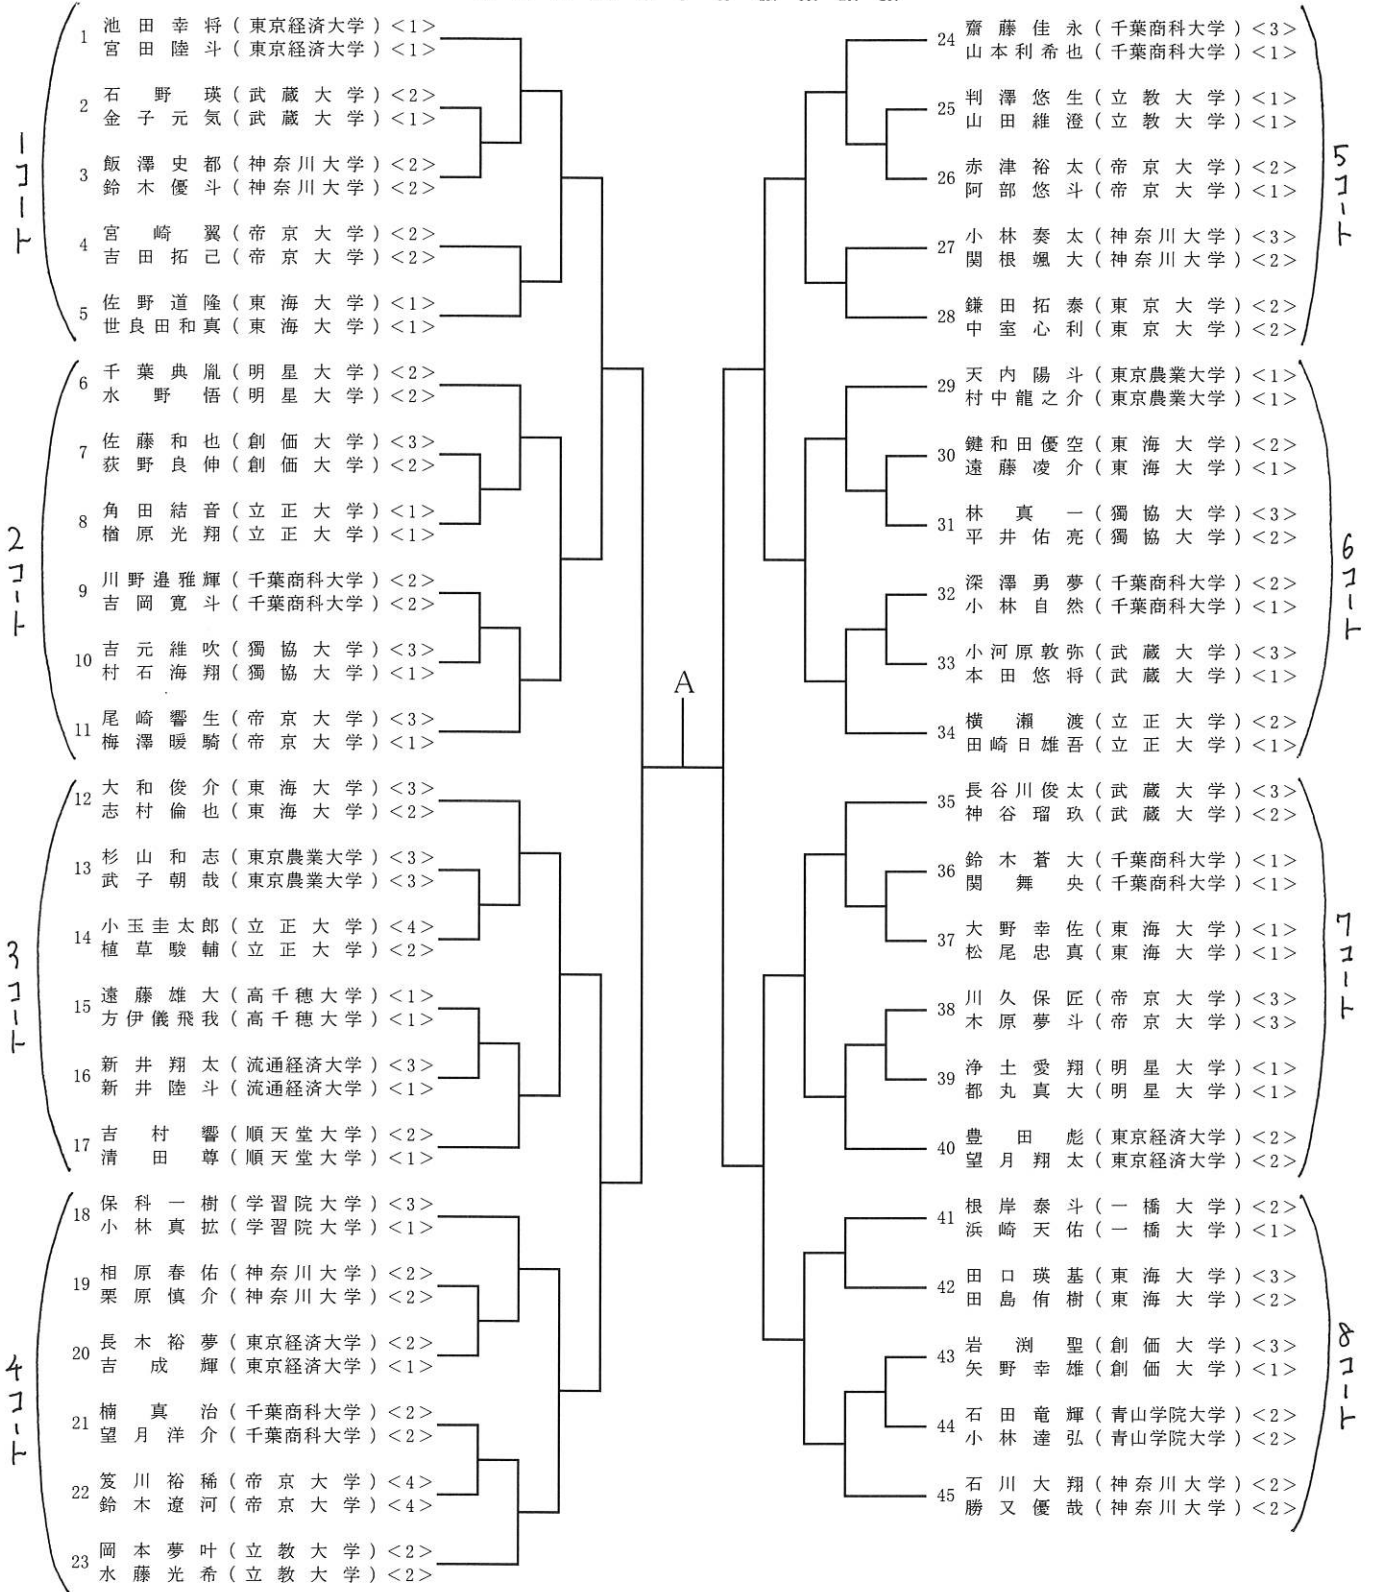 1コート
1
池田幸将(東京経済大学)<1>
宮田陸斗(東京経済大学)<1>
2
石野瑛(武蔵大学)<2>
金子元気(武蔵大学)<1>
3
飯澤史都(神奈川大学)<2>
鈴木優斗(神奈川大学)<2>
4
宮崎翼(帝京大学)<2>
吉田拓己(帝京大学)<2>
5
佐野道隆(東海大学)<1>
世良田和真(東海大学)<1>
2コート
6
千葉典胤(明星大学)<2>
水野悟(明星大学)<2>
7
佐藤和也(創価大学)<3>
荻野良伸(創価大学)<2>
8
角田結音(立正大学)<1>
楢原光翔(立正大学)<1>
9
川野邉雅輝(千葉商科大学)<2>
吉岡寛斗(千葉商科大学)<2>
10
吉元維吹(獨協大学)<3>
村石海翔(獨協大学)<1>
11
尾崎響生(帝京大学)<3>
梅澤暖騎(帝京大学)<1>
3コート
12
大和俊介(東海大学)<3>
志村倫也(東海大学)<2>
13
杉山和志(東京農業大学)<3>
武子朝哉(東京農業大学)<3>
14
小玉圭太郎(立正大学)<4>
植草駿輔(立正大学)<2>
15
遠藤雄大(高千穂大学)<1>
方伊儀飛我(高千穂大学)<1>
16
新井翔太(流通経済大学)<3>
新井陸斗(流通経済大学)<1>
17
吉村響(順天堂大学)<2>
清田尊(順天堂大学)<1>
4コート
18
保科一樹(学習院大学)<3>
小林真拡(学習院大学)<1>
19
相原春佑(神奈川大学)<2>
栗原慎介(神奈川大学)<2>
20
長木裕夢(東京経済大学)<2>
吉成輝(東京経済大学)<1>
21
楠真治(千葉商科大学)<2>
望月洋介(千葉商科大学)<2>
22
笈川裕稀(帝京大学)<4>
鈴木遼河(帝京大学)<4>
23
岡本夢叶(立教大学)<2>
水藤光希(立教大学)<2>
A
5コート
24
齋藤佳永(千葉商科大学)<3>
山本利希也(千葉商科大学)<1>
25
判澤悠生(立教大学)<1>
山田維澄(立教大学)<1>
26
赤津裕太(帝京大学)<2>
阿部悠斗(帝京大学)<1>
27
小林奏太(神奈川大学)<3>
関根颯大(神奈川大学)<2>
28
鎌田拓泰(東京大学)<2>
中室心利(東京大学)<2>
6コート
29
天内陽斗(東京農業大学)<1>
村中龍之介(東京農業大学)<1>
30
鍵和田優空(東海大学)<2>
遠藤凌介(東海大学)<1>
31
林真一(獨協大学)<3>
平井佑亮(獨協大学)<2>
32
深澤勇夢(千葉商科大学)<2>
小林自然(千葉商科大学)<1>
33
小河原敦弥(武蔵大学)<3>
本田悠将(武蔵大学)<1>
34
横瀬渡(立正大学)<2>
田崎日雄吾(立正大学)<1>
7コート
35
長谷川俊太(武蔵大学)<3>
神谷瑠玖(武蔵大学)<2>
36
鈴木蒼大(千葉商科大学)<1>
関舞央(千葉商科大学)<1>
37
大野幸佐(東海大学)<1>
松尾忠真(東海大学)<1>
38
川久保匠(帝京大学)<3>
木原夢斗(帝京大学)<3>
39
浄土愛翔(明星大学)<1>
都丸真大(明星大学)<1>
40
豊田彪(東京経済大学)<2>
望月翔太(東京経済大学)<2>
8コート
41
根岸泰斗(一橋大学)<2>
浜崎天佑(一橋大学)<1>
42
田口瑛基(東海大学)<3>
田島侑樹(東海大学)<2>
43
岩渕聖(創価大学)<3>
矢野幸雄(創価大学)<1>
44
石田竜輝(青山学院大学)<2>
小林達弘(青山学院大学)<2>
45
石川大翔(神奈川大学)<2>
勝又優哉(神奈川大学)<2>